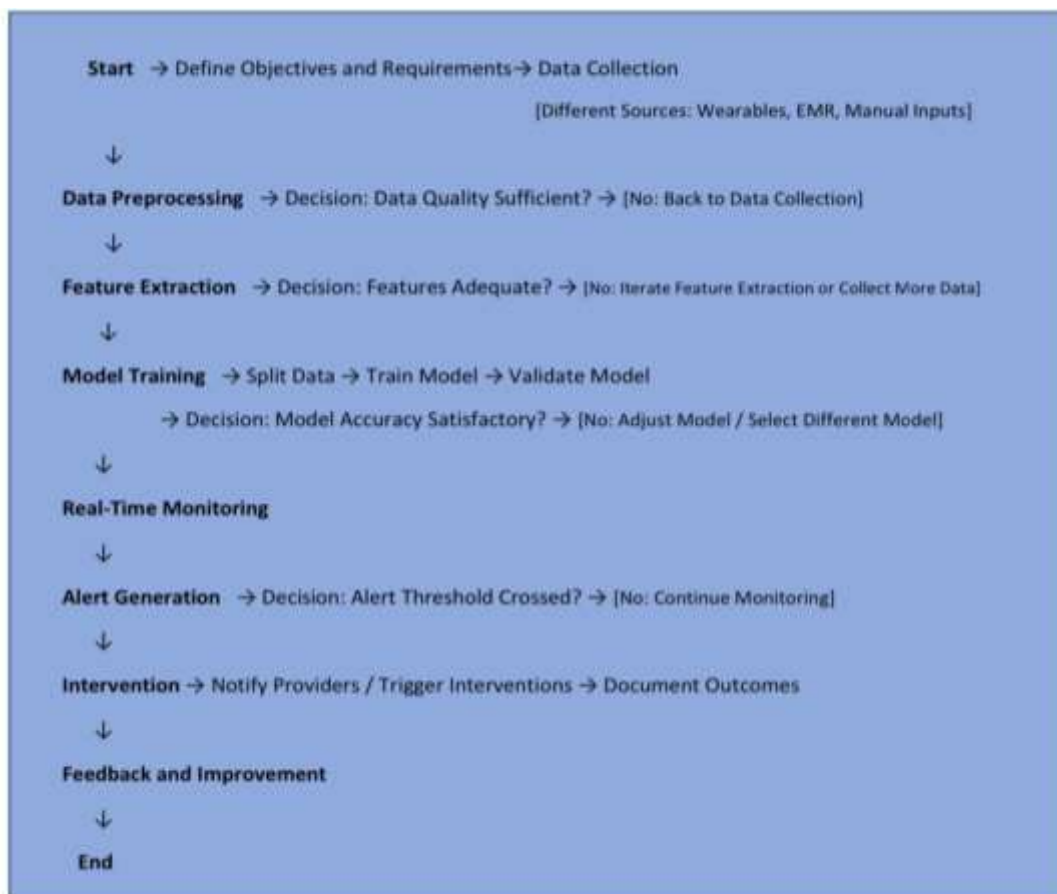 Start → Define Objectives and Requirements→ Data Collection
[Different Sources: Wearables, EMR, Manual Inputs]
↓
Data Preprocessing → Decision: Data Quality Sufficient? → [No: Back to Data Collection]
↓
Feature Extraction → Decision: Features Adequate? → [No: Iterate Feature Extraction or Collect More Data]
↓
Model Training → Split Data → Train Model → Validate Model
→ Decision: Model Accuracy Satisfactory? → [No: Adjust Model / Select Different Model]
↓
Real-Time Monitoring
↓
Alert Generation → Decision: Alert Threshold Crossed? → [No: Continue Monitoring]
↓
Intervention → Notify Providers / Trigger Interventions → Document Outcomes
↓
Feedback and Improvement
↓
End